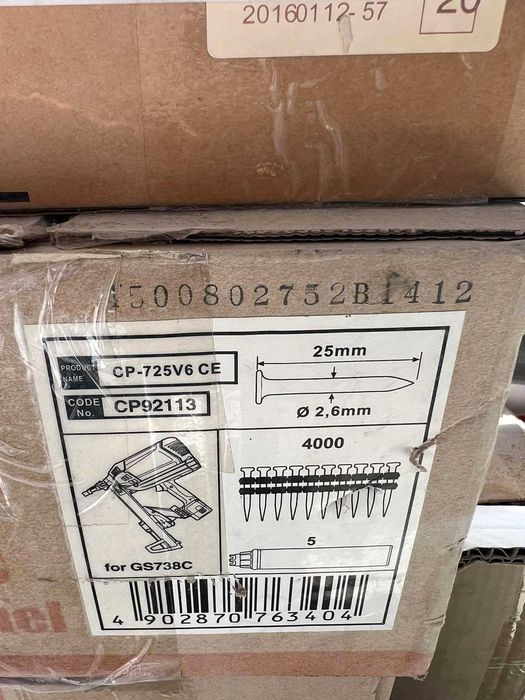 20160112-57
20
4500802752B1412
PRODUCT NAME CP-725V6 CE
CODE No. CP92113
25mm
Ø 2,6mm
4000
5
for GS738C
4 902870 763404